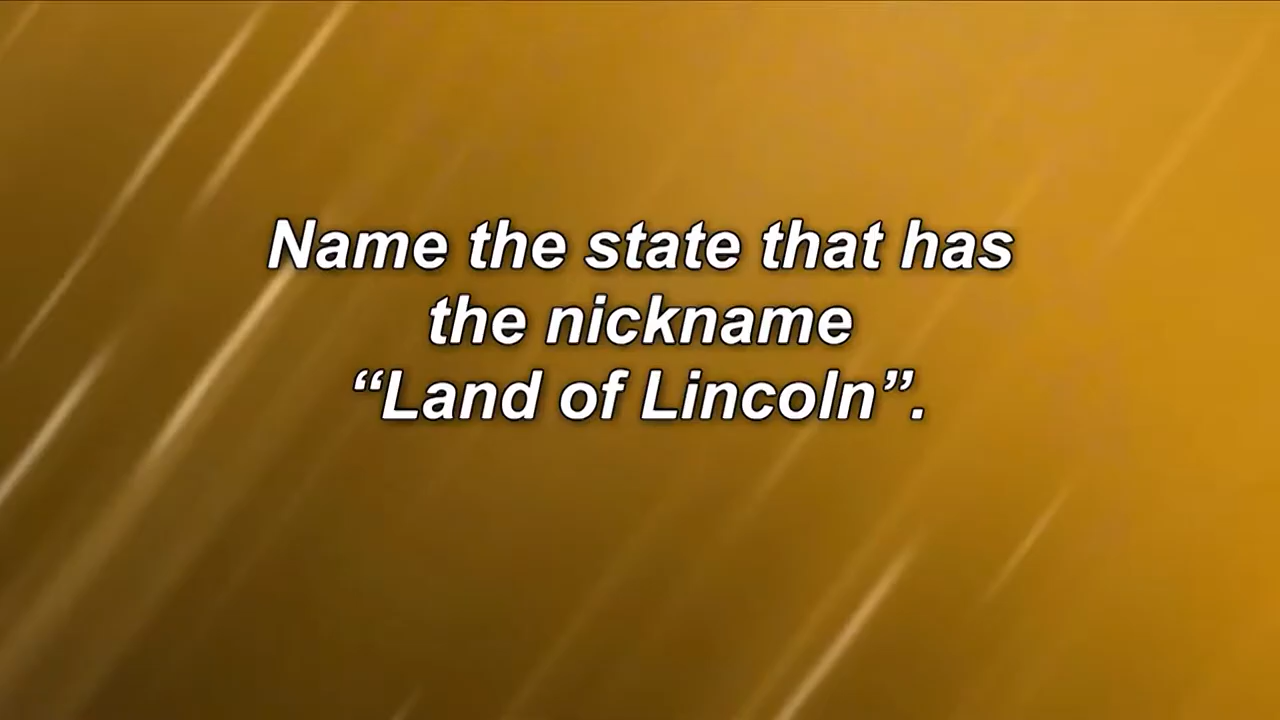 Name the state that has
the nickname
“Land of Lincoln”.